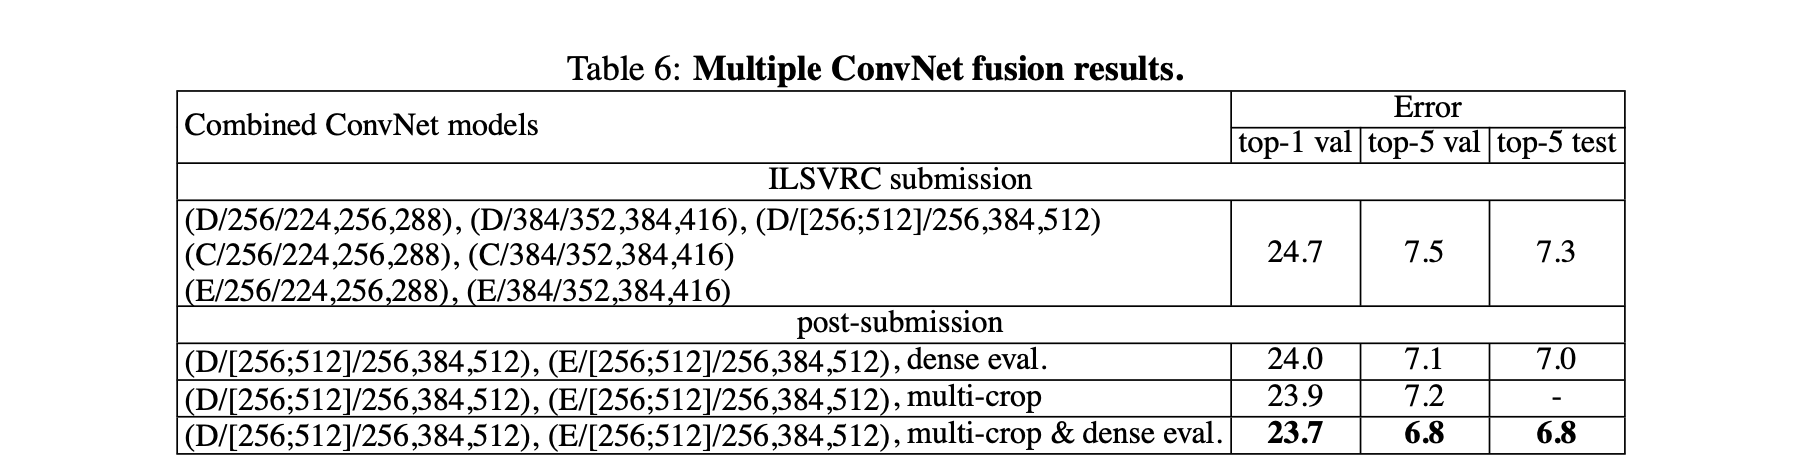 Table 6: Multiple ConvNet fusion results.
Combined ConvNet models
Error
top-1 val top-5 val top-5 test
ILSVRC submission
(D/256/224,256,288), (D/384/352,384,416), (D/[256;512]/256,384,512)
(C/256/224,256,288), (C/384/352,384,416)
(E/256/224,256,288), (E/384/352,384,416)
24.7 7.5 7.3
post-submission
(D/[256;512]/256,384,512), (E/[256;512]/256,384,512), dense eval. 24.0 7.1 7.0
(D/[256;512]/256,384,512), (E/[256;512]/256,384,512), multi-crop 23.9 7.2 -
(D/[256;512]/256,384,512), (E/[256;512]/256,384,512), multi-crop & dense eval. 23.7 6.8 6.8